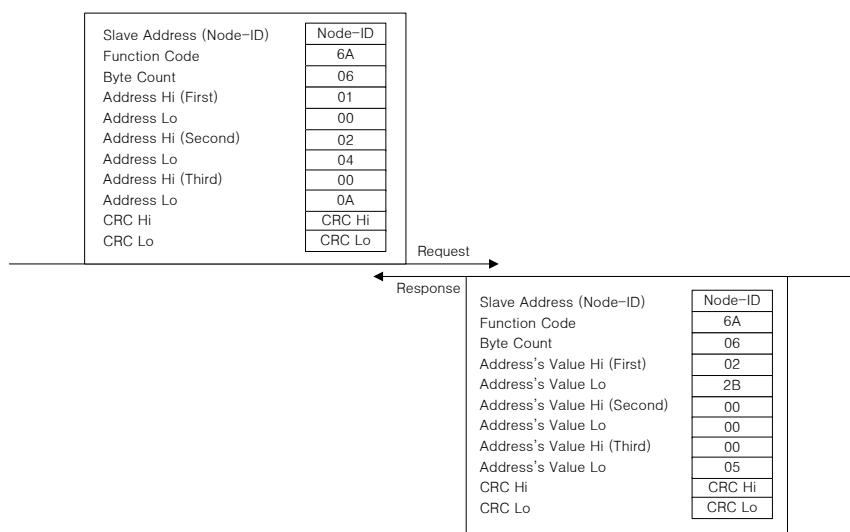 Slave Address (Node-ID) Node-ID
Function Code 6A
Byte Count 06
Address Hi (First) 01
Address Lo 00
Address Hi (Second) 02
Address Lo 04
Address Hi (Third) 00
Address Lo 0A
CRC Hi CRC Hi
CRC Lo CRC Lo
Request
Response
Slave Address (Node-ID) Node-ID
Function Code 6A
Byte Count 06
Address's Value Hi (First) 02
Address's Value Lo 2B
Address's Value Hi (Second) 00
Address's Value Lo 00
Address's Value Hi (Third) 00
Address's Value Lo 05
CRC Hi CRC Hi
CRC Lo CRC Lo